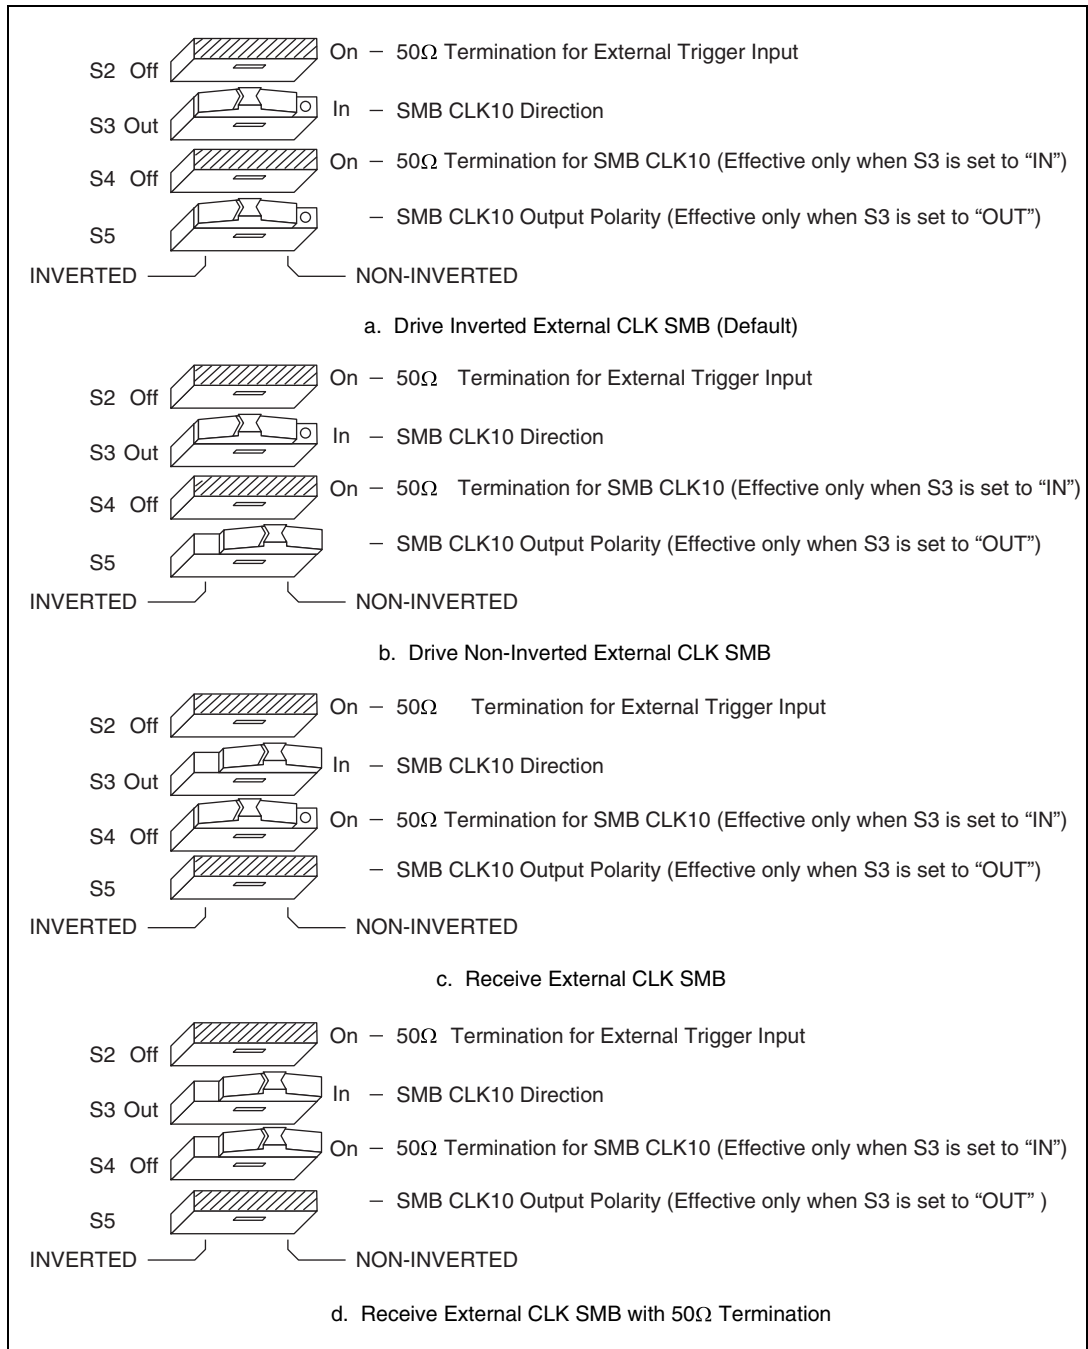 S2 Off On – 50Ω Termination for External Trigger Input
S3 Out In – SMB CLK10 Direction
S4 Off On – 50Ω Termination for SMB CLK10 (Effective only when S3 is set to “IN”)
S5 – SMB CLK10 Output Polarity (Effective only when S3 is set to “OUT”)
INVERTED NON-INVERTED
a. Drive Inverted External CLK SMB (Default)
S2 Off On – 50Ω Termination for External Trigger Input
S3 Out In – SMB CLK10 Direction
S4 Off On – 50Ω Termination for SMB CLK10 (Effective only when S3 is set to “IN”)
S5 – SMB CLK10 Output Polarity (Effective only when S3 is set to “OUT”)
INVERTED NON-INVERTED
b. Drive Non-Inverted External CLK SMB
S2 Off On – 50Ω Termination for External Trigger Input
S3 Out In – SMB CLK10 Direction
S4 Off On – 50Ω Termination for SMB CLK10 (Effective only when S3 is set to “IN”)
S5 – SMB CLK10 Output Polarity (Effective only when S3 is set to “OUT”)
INVERTED NON-INVERTED
c. Receive External CLK SMB
S2 Off On – 50Ω Termination for External Trigger Input
S3 Out In – SMB CLK10 Direction
S4 Off On – 50Ω Termination for SMB CLK10 (Effective only when S3 is set to “IN”)
S5 – SMB CLK10 Output Polarity (Effective only when S3 is set to “OUT” )
INVERTED NON-INVERTED
d. Receive External CLK SMB with 50Ω Termination